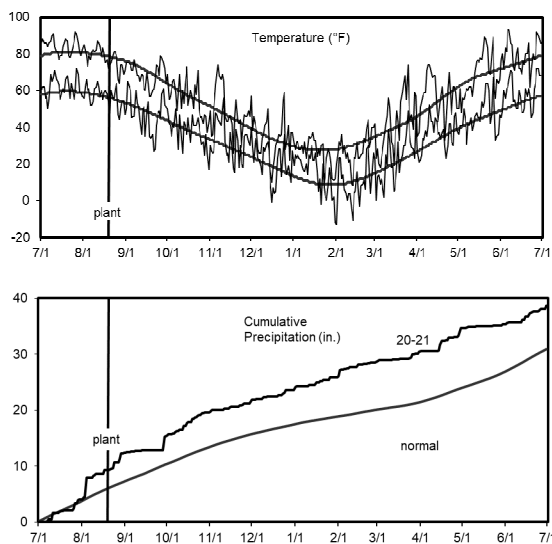 100
Temperature (°F)
80
60
40
20
0
plant
-20
7/1 8/1 9/1 10/1 11/1 12/1 1/1 2/1 3/1 4/1 5/1 6/1 7/1
40
Cumulative
Precipitation (in.)
20-21
30
20
plant
normal
10
0
7/1 8/1 9/1 10/1 11/1 12/1 1/1 2/1 3/1 4/1 5/1 6/1 7/